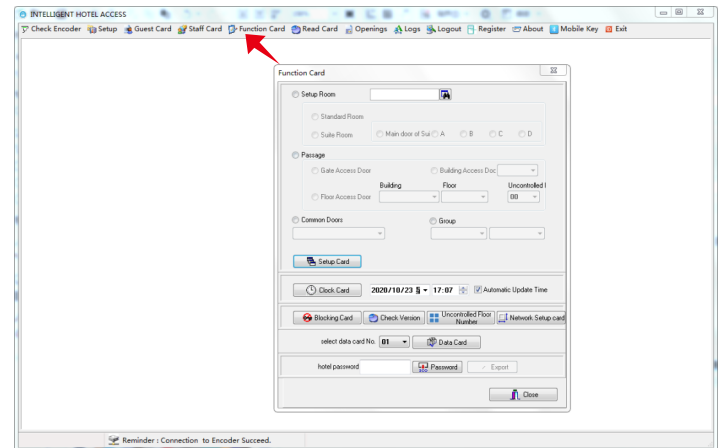 INTELLIGENT HOTEL ACCESS
Check Encoder Setup Guest Card Staff Card Function Card Read Card Openings Logs Logout Register About Mobile Key Exit
Function Card
Setup Room
Standard Room
Suite Room Main door of Sui A B C D
Passage
Gate Access Door Building Access Doc
Building Floor Uncontrolled
Floor Access Door 00
Common Doors Group
Setup Card
Clock Card 2020/10/23 17:07 Automatic Update Time
Blocking Card Check Version Uncontrolled Floor Number Network Setup card
select data card No. 01 Data Card
hotel password Password Export
Close
Reminder : Connection to Encoder Succeed.